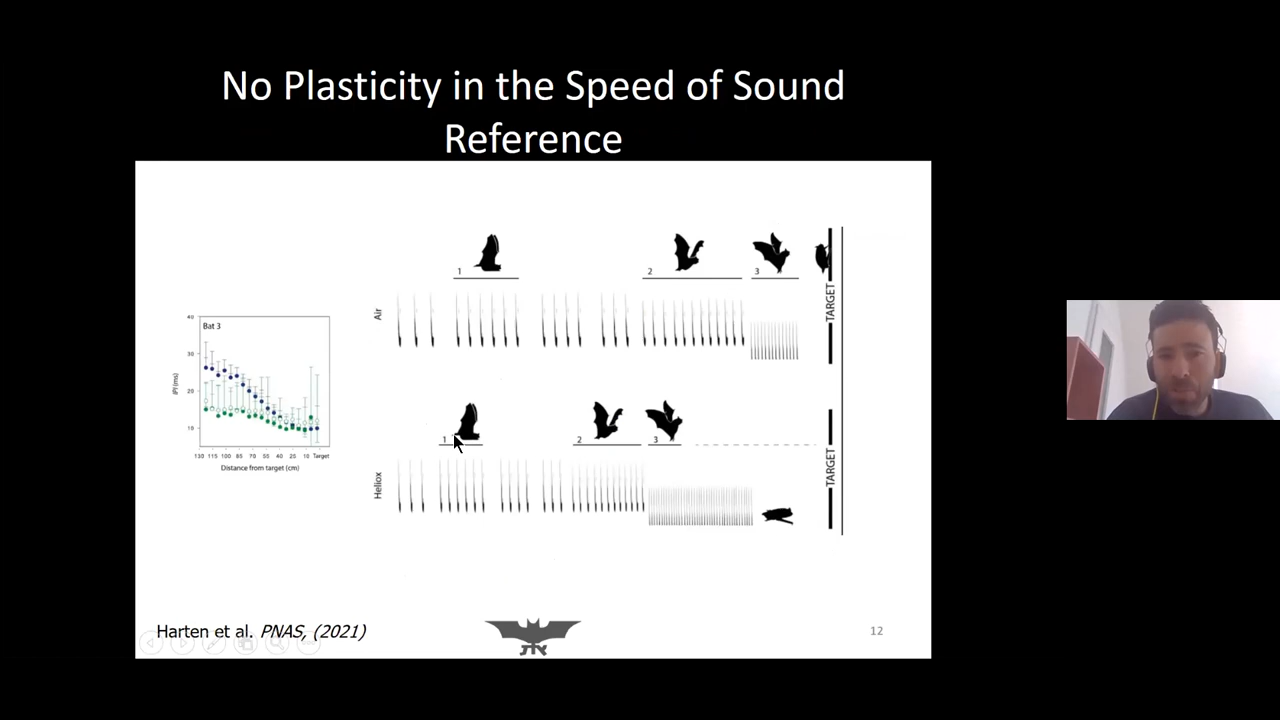 No Plasticity in the Speed of Sound
Reference
1
2
3
Air
TARGET
Bat 3
40
30
20
10
IPI (ms)
130 115 100 85 70 55 40 25 10 Target
Distance from target (cm)
1
2
3
Heliox
TARGET
Harten et al. PNAS, (2021)
12